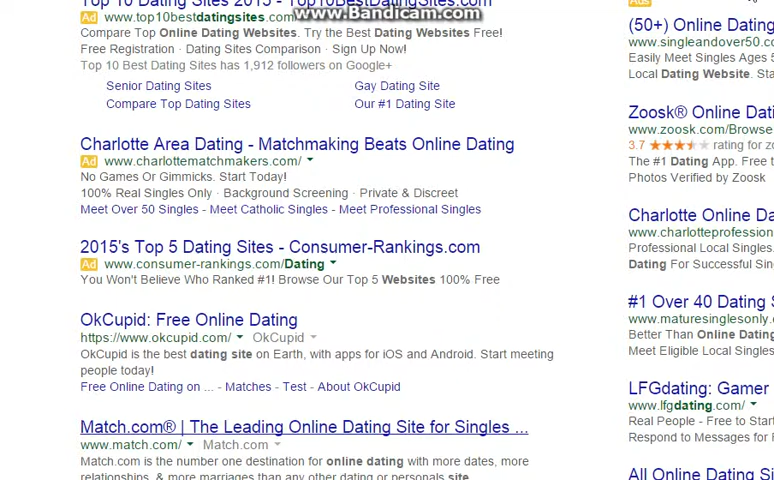 Top 10 Dating Sites 2015 - Top10BestDatingSites.com
www.Bandicam.com
Ad www.top10bestdatingsites.com
Compare Top Online Dating Websites. Try the Best Dating Websites Free!
Free Registration · Dating Sites Comparison · Sign Up Now!
Top 10 Best Dating Sites has 1,912 followers on Google+
Senior Dating Sites
Gay Dating Site
Compare Top Dating Sites
Our #1 Dating Site
Charlotte Area Dating - Matchmaking Beats Online Dating
Ad www.charlottematchmakers.com/
No Games Or Gimmicks. Start Today!
100% Real Singles Only · Background Screening · Private & Discreet
Meet Over 50 Singles - Meet Catholic Singles - Meet Professional Singles
2015's Top 5 Dating Sites - Consumer-Rankings.com
Ad www.consumer-rankings.com/Dating
You Won't Believe Who Ranked #1! Browse Our Top 5 Websites 100% Free
OkCupid: Free Online Dating
https://www.okcupid.com/ OkCupid
OkCupid is the best dating site on Earth, with apps for iOS and Android. Start meeting
people today!
Free Online Dating on ... - Matches - Test - About OkCupid
Match.com® | The Leading Online Dating Site for Singles ...
www.match.com/ Match.com
Match.com is the number one destination for online dating with more dates, more
relationships, & more marriages than any other dating or personals site.
Ads
(50+) Online Dating
www.singleandover50.c
Easily Meet Singles Ages 5
Local Dating Website. Sta
Zoosk® Online Dati
www.zoosk.com/Browse
3.7 rating for zo
The #1 Dating App. Free t
Photos Verified by Zoosk
Charlotte Online Da
www.charlotteprofession
Professional Local Singles.
Dating For Successful Sin
#1 Over 40 Dating S
www.maturesinglesonly.c
Better Than Online Dating
Meet Eligible Local Singles
LFGdating: Gamer
www.lfgdating.com/
Real People - Free to Start
Respond to Messages for F
All Online Dating Si